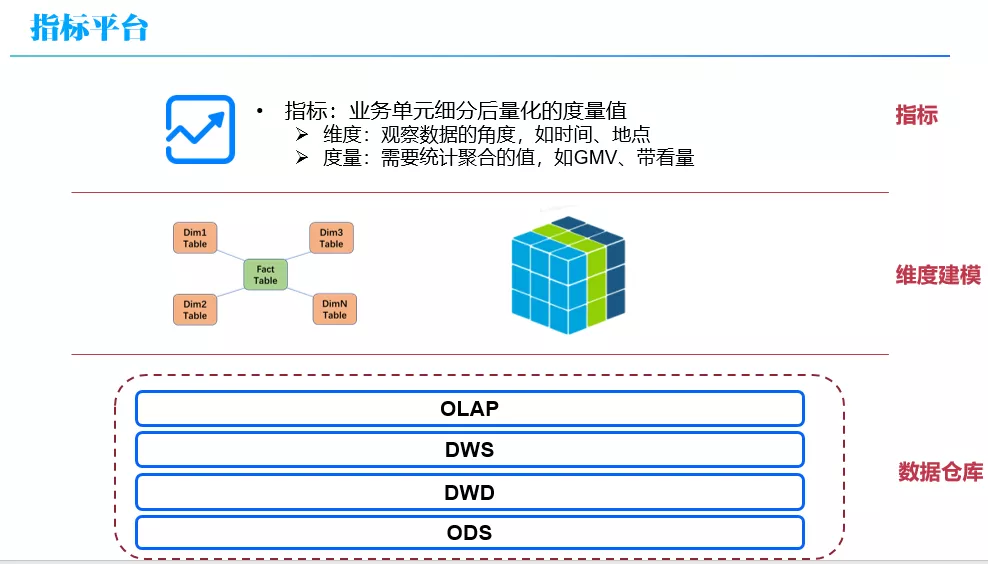 指标平台
• 指标：业务单元细分后量化的度量值
➢ 维度：观察数据的角度，如时间、地点
➢ 度量：需要统计聚合的值，如GMV、带看量
指标
Dim1
Table
Dim3
Table
Fact
Table
Dim2
Table
DimN
Table
维度建模
OLAP
DWS
DWD
ODS
数据仓库